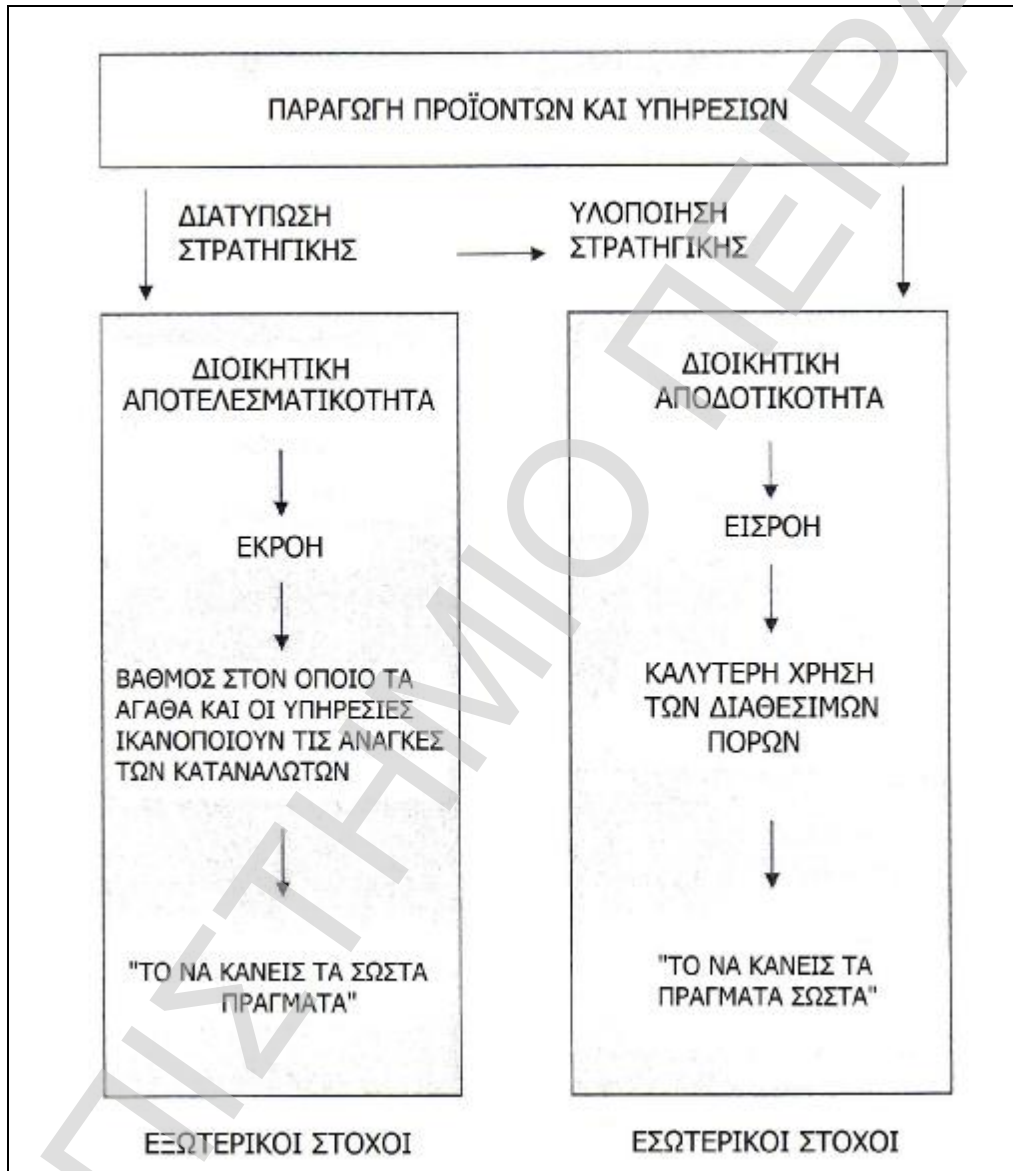 ΠΑΡΑΓΩΓΗ ΠΡΟΪΟΝΤΩΝ ΚΑΙ ΥΠΗΡΕΣΙΩΝ
ΔΙΑΤΥΠΩΣΗ
ΣΤΡΑΤΗΓΙΚΗΣ
ΥΛΟΠΟΙΗΣΗ
ΣΤΡΑΤΗΓΙΚΗΣ
ΔΙΟΙΚΗΤΙΚΗ
ΑΠΟΤΕΛΕΣΜΑΤΙΚΟΤΗΤΑ
ΕΚΡΟΗ
ΒΑΘΜΟΣ ΣΤΟΝ ΟΠΟΙΟ ΤΑ
ΑΓΑΘΑ ΚΑΙ ΟΙ ΥΠΗΡΕΣΙΕΣ
ΙΚΑΝΟΠΟΙΟΥΝ ΤΙΣ ΑΝΑΓΚΕΣ
ΤΩΝ ΚΑΤΑΝΑΛΩΤΩΝ
"ΤΟ ΝΑ ΚΑΝΕΙΣ ΤΑ ΣΩΣΤΑ
ΠΡΑΓΜΑΤΑ"
ΕΞΩΤΕΡΙΚΟΙ ΣΤΟΧΟΙ
ΔΙΟΙΚΗΤΙΚΗ
ΑΠΟΔΟΤΙΚΟΤΗΤΑ
ΕΙΣΡΟΗ
ΚΑΛΥΤΕΡΗ ΧΡΗΣΗ
ΤΩΝ ΔΙΑΘΕΣΙΜΩΝ
ΠΟΡΩΝ
"ΤΟ ΝΑ ΚΑΝΕΙΣ ΤΑ
ΠΡΑΓΜΑΤΑ ΣΩΣΤΑ"
ΕΣΩΤΕΡΙΚΟΙ ΣΤΟΧΟΙ
ΠΙΣΤΗΜΙΟ ΠΕΙΡΑ